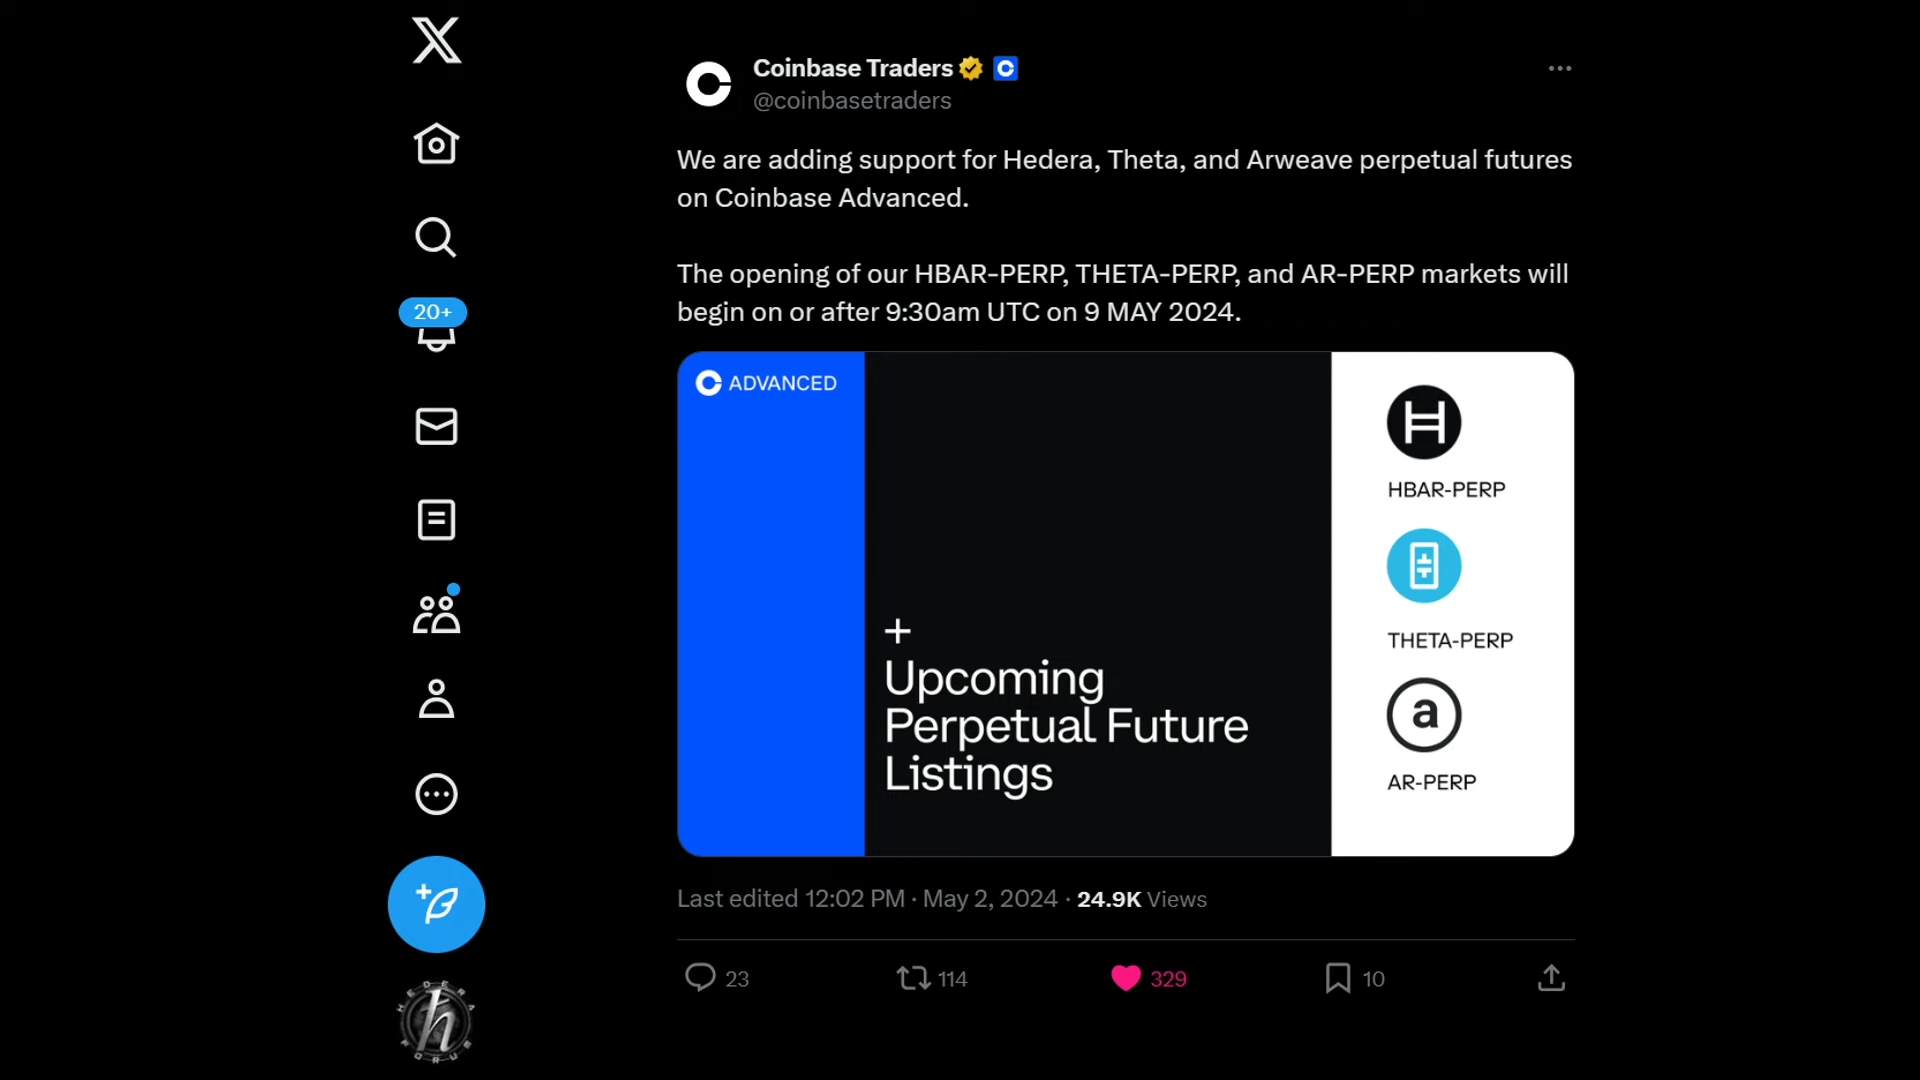 Coinbase Traders
@coinbasetraders
We are adding support for Hedera, Theta, and Arweave perpetual futures
on Coinbase Advanced.
The opening of our HBAR-PERP, THETA-PERP, and AR-PERP markets will
begin on or after 9:30am UTC on 9 MAY 2024.
20+
ADVANCED
+
Upcoming
Perpetual Future
Listings
HBAR-PERP
THETA-PERP
a
AR-PERP
Last edited 12:02 PM · May 2, 2024 · 24.9K Views
23
114
329
10
HEDERA
h